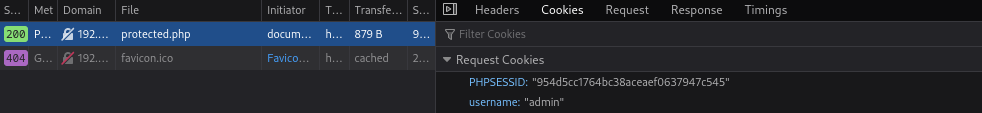 S... Met Domain File Initiator T... Transfe... S... Headers Cookies Request Response Timings
200 P... 192.... protected.php docum... h... 879 B 9... Filter Cookies
404 G... 192.... favicon.ico Favico... h... cached 2... Request Cookies
PHPSESSID: "954d5cc1764bc38aceaef0637947c545"
username: "admin"